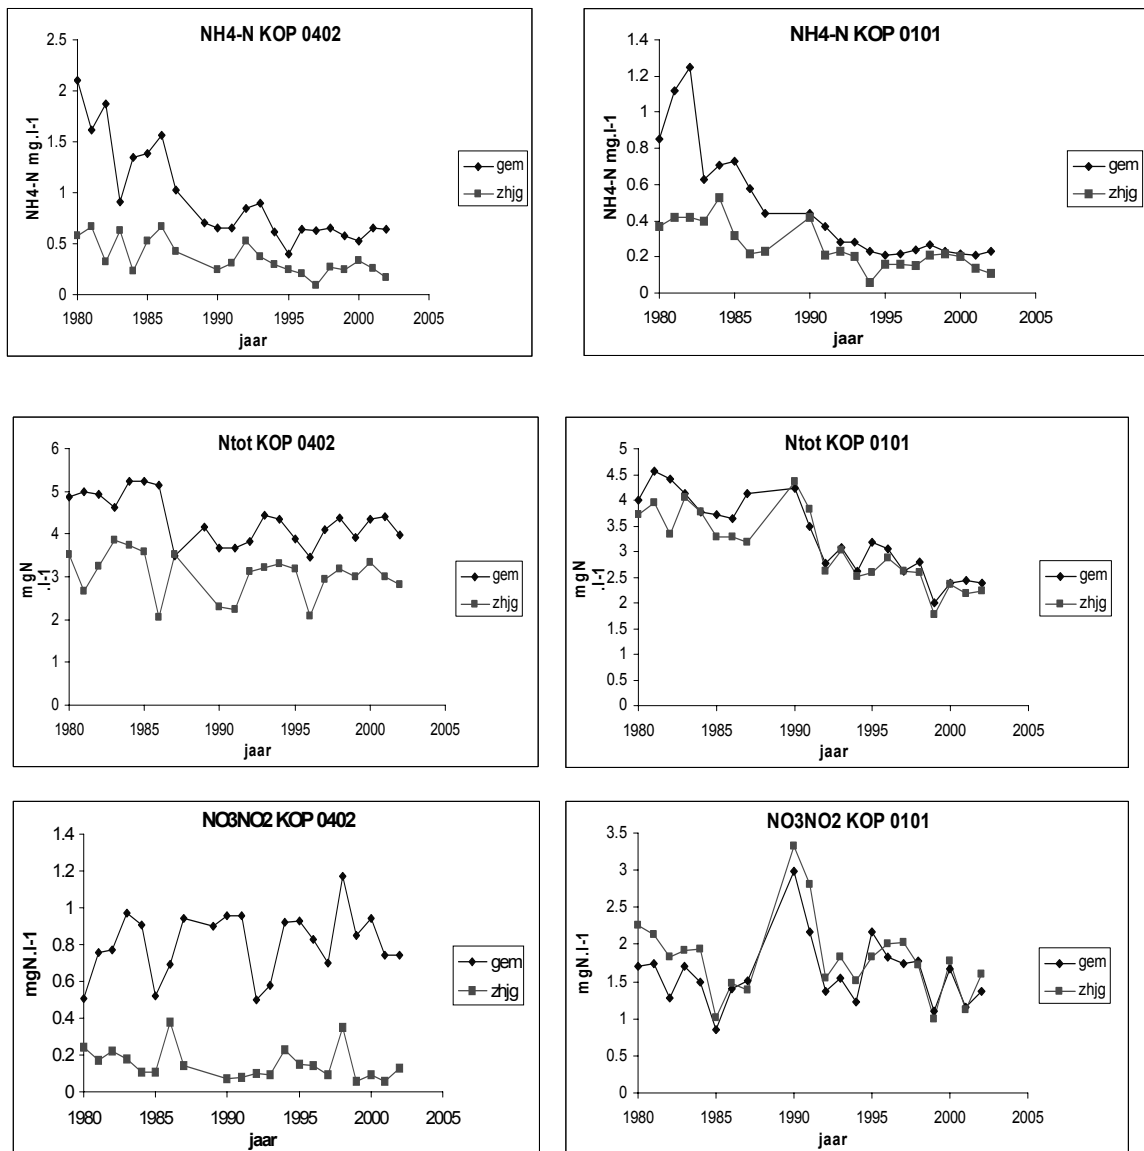 NH4-N KOP 0402
2.5
2
1.5
1
0.5
0
NH4-N mg.l-1
1980 1985 1990 1995 2000 2005
jaar
gem
zhjg
NH4-N KOP 0101
1.4
1.2
1
0.8
0.6
0.4
0.2
0
NH4-N mg.l-1
1980 1985 1990 1995 2000 2005
jaar
gem
zhjg
Ntot KOP 0402
6
5
4
3
2
1
0
mgN
.l-1
1980 1985 1990 1995 2000 2005
jaar
gem
zhjg
Ntot KOP 0101
5
4.5
4
3.5
3
2.5
2
1.5
1
0.5
0
mgN
.l-1
1980 1985 1990 1995 2000 2005
jaar
gem
zhjg
NO3NO2 KOP 0402
1.4
1.2
1
0.8
0.6
0.4
0.2
0
mgN.l-1
1980 1985 1990 1995 2000 2005
jaar
gem
zhjg
NO3NO2 KOP 0101
3.5
3
2.5
2
1.5
1
0.5
0
mgN.l-1
1980 1985 1990 1995 2000 2005
jaar
gem
zhjg